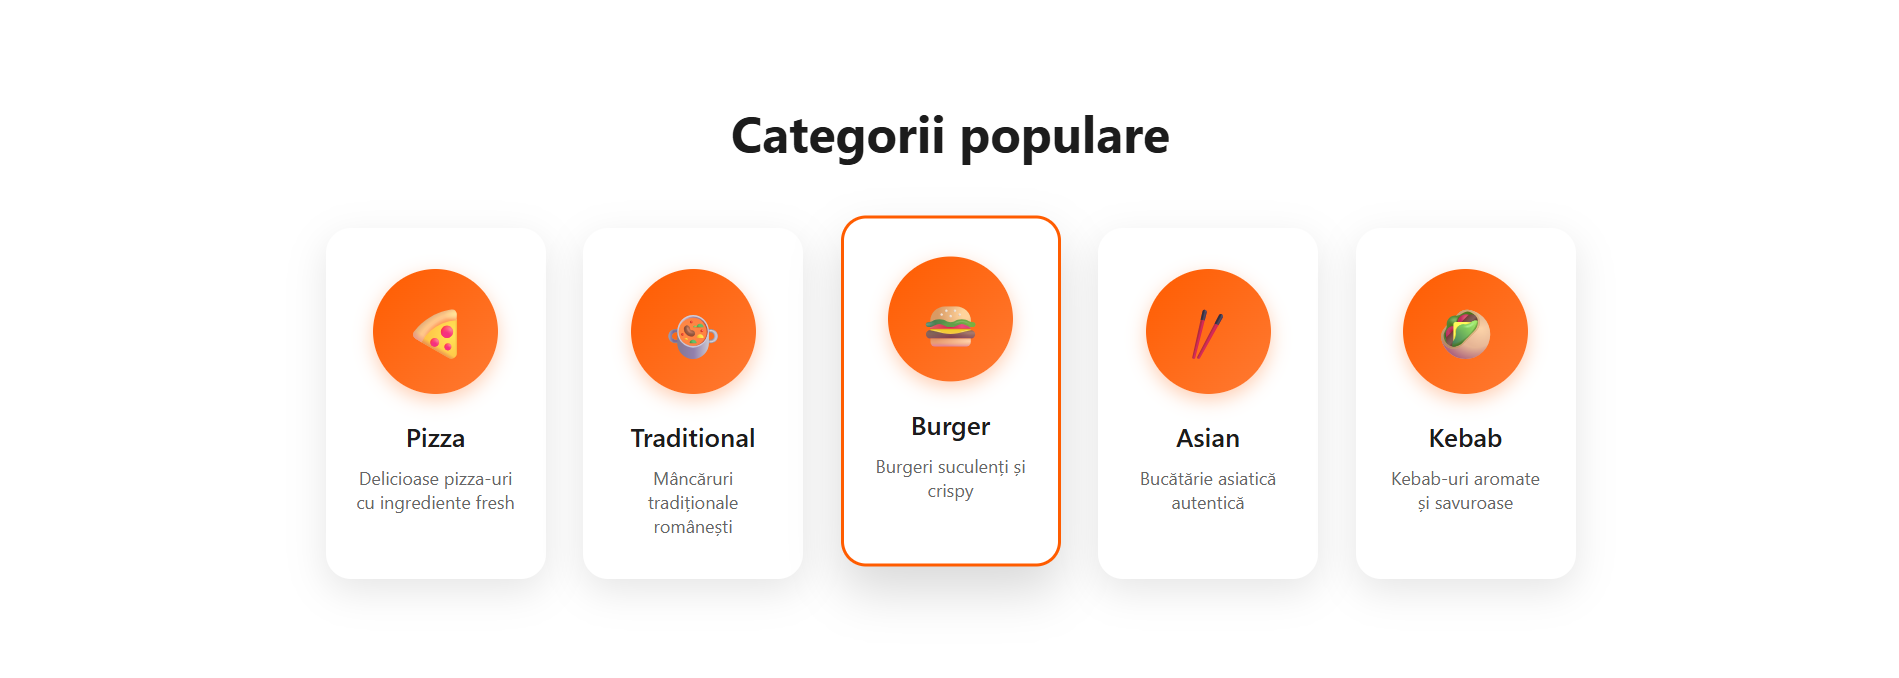 Categorii populare
Pizza
Delicioase pizza-uri
cu ingrediente fresh
Traditional
Mâncăruri
tradiționale
românești
Burger
Burgeri suculenți și
crispy
Asian
Bucătărie asiatică
autentică
Kebab
Kebab-uri aromate
și savuroase